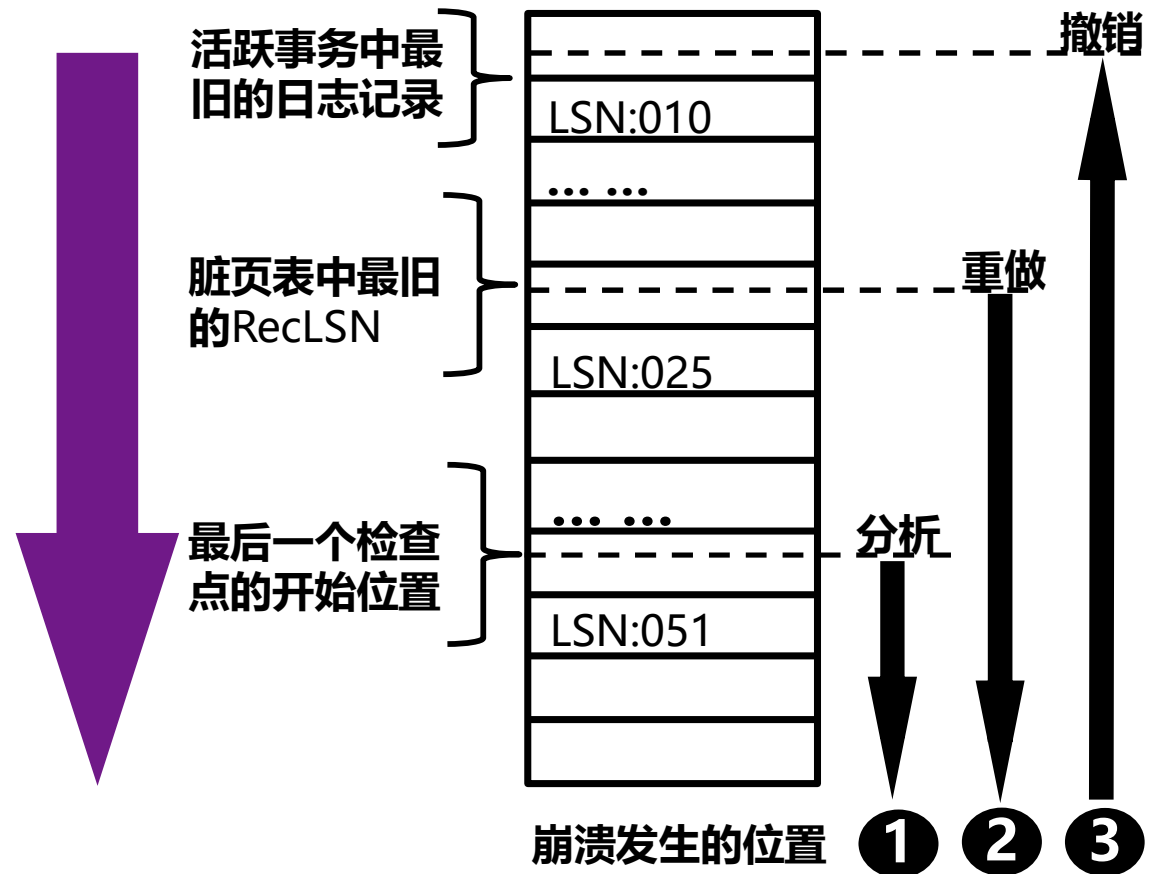 活跃事务中最
旧的日志记录
撤销
LSN:010
... ...
脏页表中最旧
的RecLSN
重做
LSN:025
... ...
最后一个检查
点的开始位置
分析
LSN:051
崩溃发生的位置
1
2
3